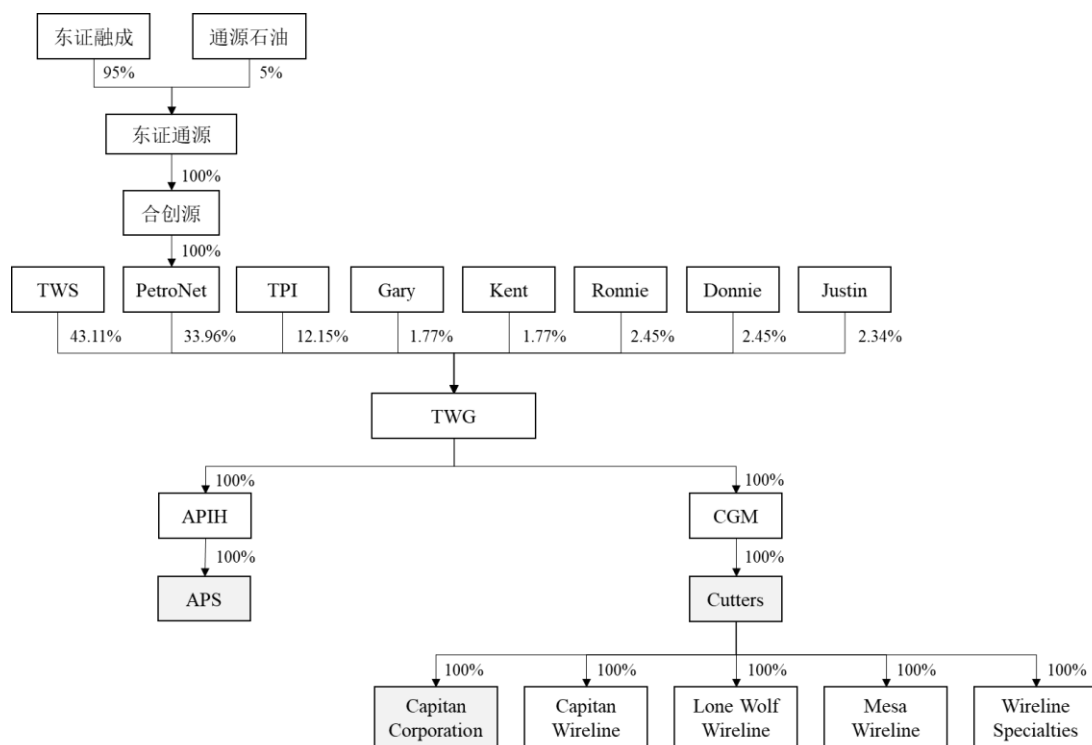 东证融成
通源石油
95%
5%
东证通源
100%
合创源
100%
TWS
PetroNet
TPI
Gary
Kent
Ronnie
Donnie
Justin
43.11%
33.96%
12.15%
1.77%
1.77%
2.45%
2.45%
2.34%
TWG
100%
100%
APIH
CGM
100%
100%
APS
Cutters
100%
100%
100%
100%
100%
Capitan
Corporation
Capitan
Wireline
Lone Wolf
Wireline
Mesa
Wireline
Wireline
Specialties